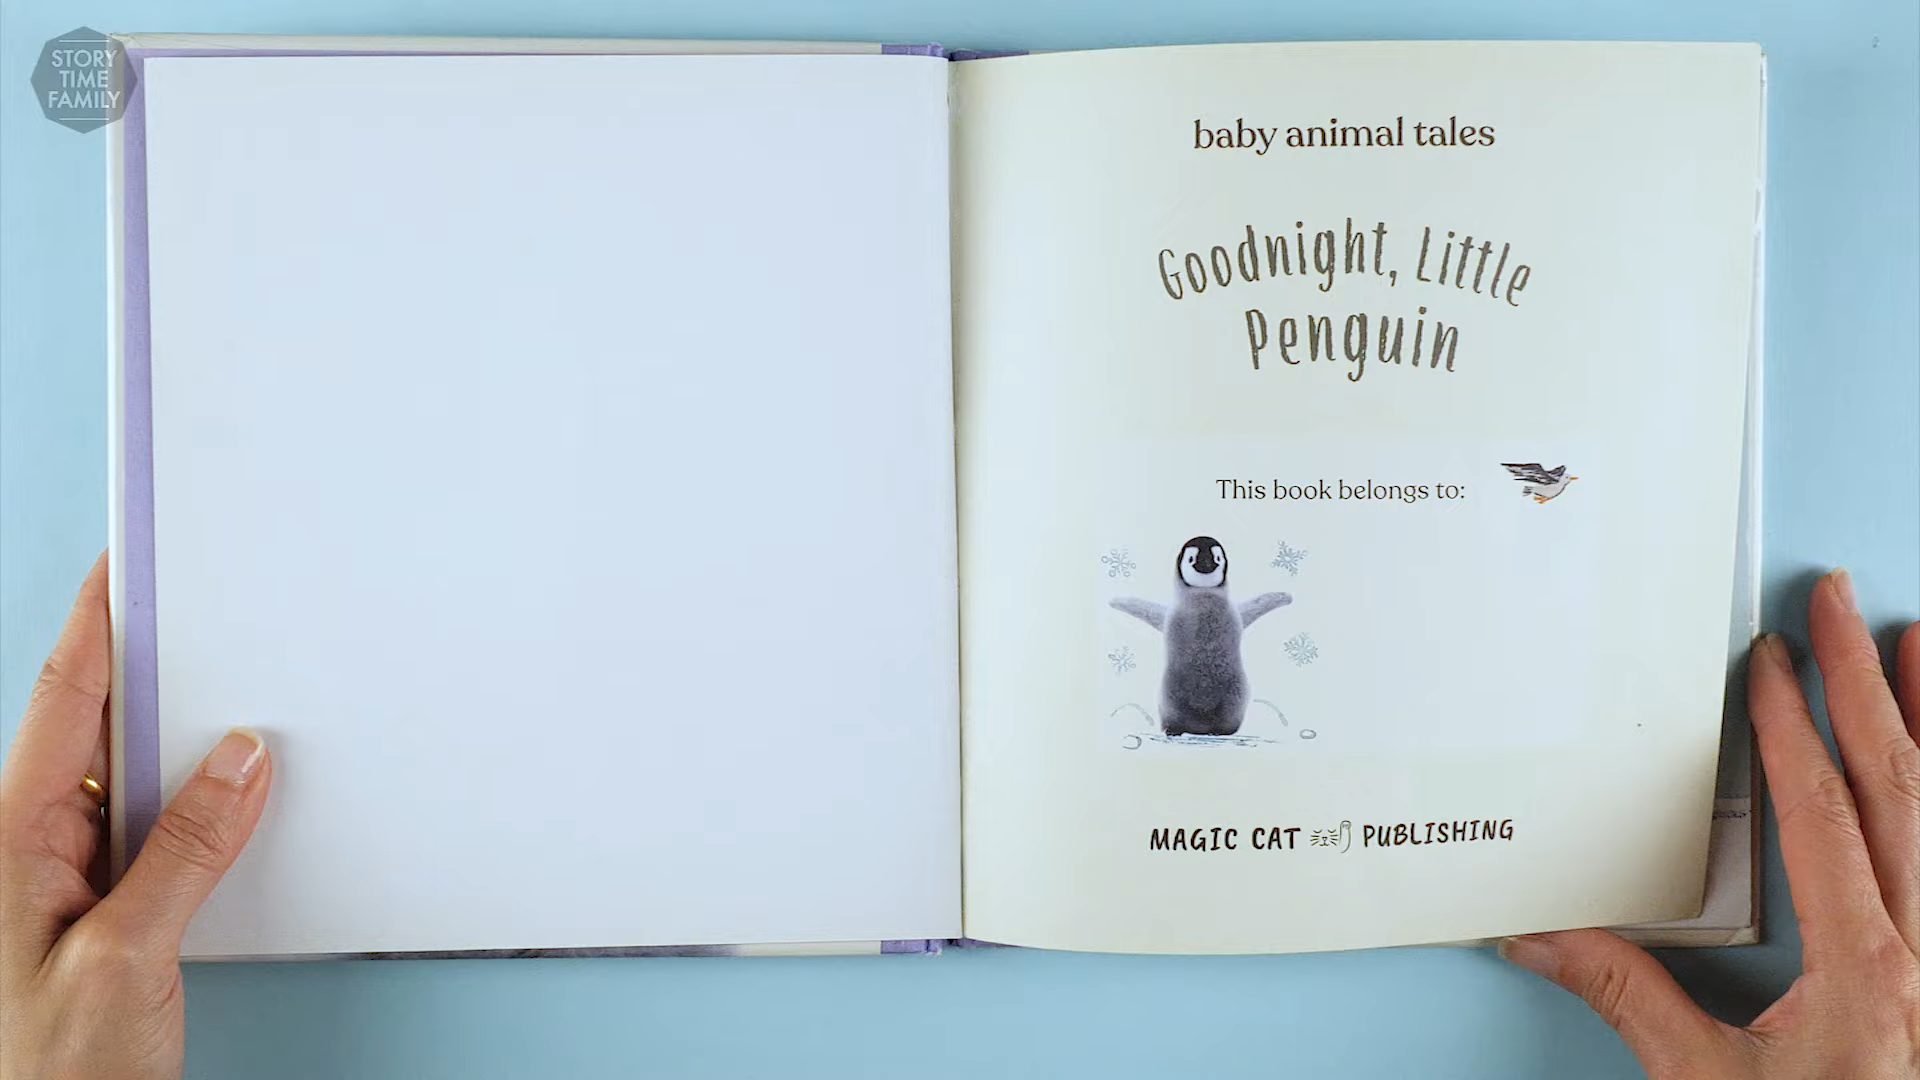 STORY
TIME
FAMILY
baby animal tales
Goodnight, Little
Penguin
This book belongs to:
MAGIC CAT PUBLISHING